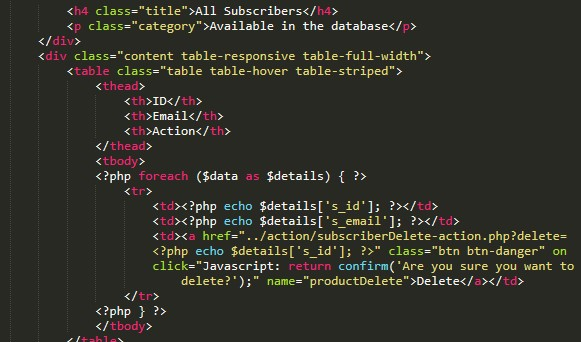 <h4 class="title">All Subscribers</h4>
<p class="category">Available in the database</p>
</div>
<div class="content table-responsive table-full-width">
<table class="table table-hover table-striped">
<thead>
<th>ID</th>
<th>Email</th>
<th>Action</th>
</thead>
<tbody>
<?php foreach ($data as $details) { ?>
<tr>
<td><?php echo $details['s_id']; ?></td>
<td><?php echo $details['s_email']; ?></td>
<td><a href="../action/subscriberDelete-action.php?delete=
<?php echo $details['s_id']; ?>" class="btn btn-danger" on
click="Javascript: return confirm('Are you sure you want to
delete?');" name="productDelete">Delete</a></td>
</tr>
<?php } ?>
</tbody>
</table>